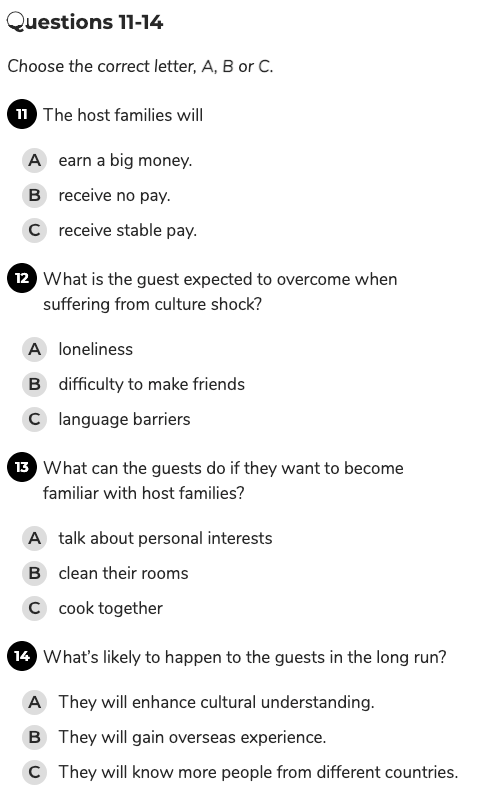 Questions 11-14
Choose the correct letter, A, B or C.
11 The host families will
A earn a big money.
B receive no pay.
C receive stable pay.
12 What is the guest expected to overcome when
suffering from culture shock?
A loneliness
B difficulty to make friends
C language barriers
13 What can the guests do if they want to become
familiar with host families?
A talk about personal interests
B clean their rooms
C cook together
14 What's likely to happen to the guests in the long run?
A They will enhance cultural understanding.
B They will gain overseas experience.
C They will know more people from different countries.